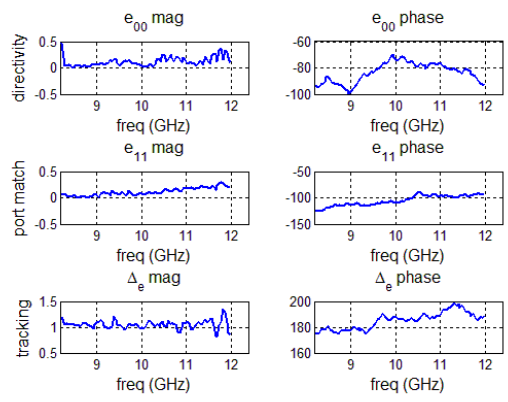 e00 mag
e00 phase
directivity
0.5
0
-0.5
9 10 11 12
freq (GHz)
-60
-80
-100
9 10 11 12
freq (GHz)
e11 mag
e11 phase
port match
0.5
0
-0.5
9 10 11 12
freq (GHz)
-50
-100
-150
9 10 11 12
freq (GHz)
Δe mag
Δe phase
tracking
1.5
1
0.5
9 10 11 12
freq (GHz)
200
180
160
9 10 11 12
freq (GHz)